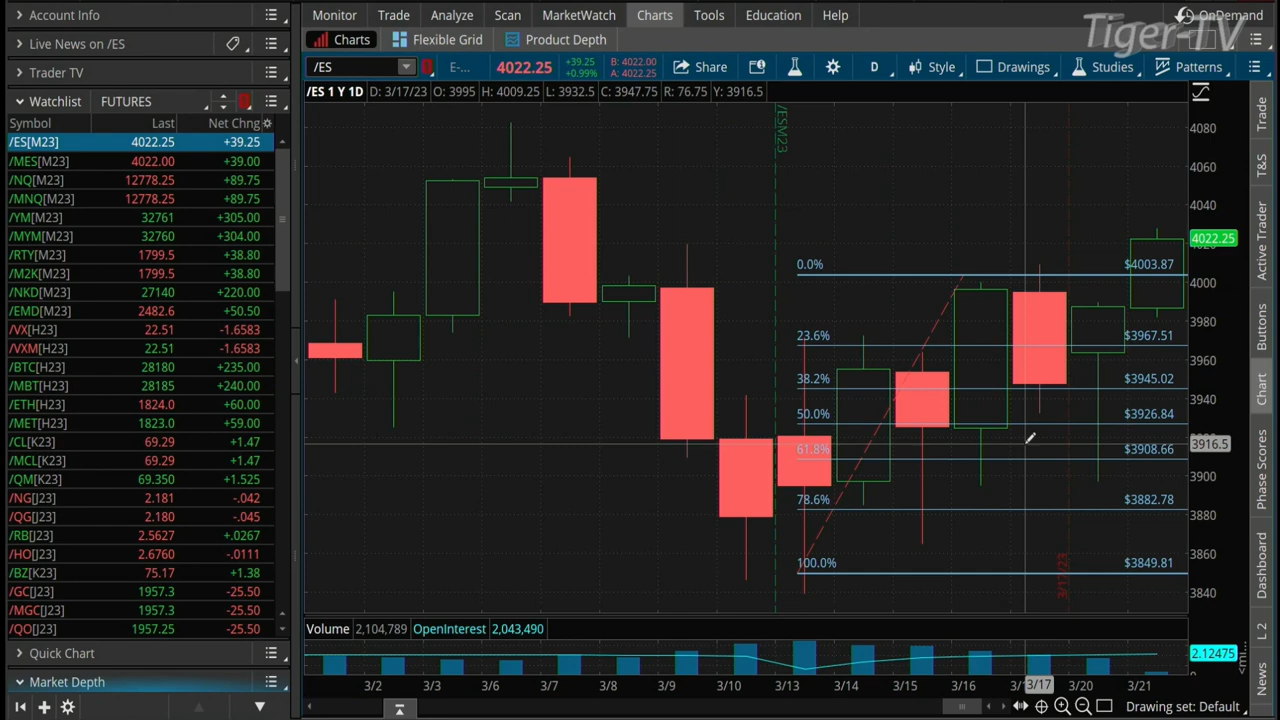 Account Info
Live News on /ES
Trader TV
Watchlist FUTURES
Symbol Last Net Chng
/ES[M23] 4022.25 +39.25
/MES[M23] 4022.00 +39.00
/NQ[M23] 12778.25 +89.75
/MNQ[M23] 12778.25 +89.75
/YM[M23] 32761 +305.00
/MYM[M23] 32760 +304.00
/RTY[M23] 1799.5 +38.80
/M2K[M23] 1799.5 +38.80
/NKD[M23] 27140 +220.00
/EMD[M23] 2482.6 +50.50
/VX[H23] 22.51 -1.6583
/VXM[H23] 22.51 -1.6583
/BTC[H23] 28180 +235.00
/MBT[H23] 28185 +240.00
/ETH[H23] 1824.0 +60.00
/MET[H23] 1823.0 +59.00
/CL[K23] 69.29 +1.47
/MCL[K23] 69.29 +1.47
/QM[K23] 69.350 +1.525
/NG[J23] 2.181 -.042
/QG[J23] 2.180 -.045
/RB[J23] 2.5627 +.0267
/HO[J23] 2.6760 -.0111
/BZ[K23] 75.17 +1.38
/GC[J23] 1957.3 -25.50
/MGC[J23] 1957.3 -25.50
/QO[J23] 1957.25 -25.50
Quick Chart
Market Depth
Monitor Trade Analyze Scan MarketWatch Charts Tools Education Help
OnDemand
Tiger-TV
Charts Flexible Grid Product Depth
/ES E-... 4022.25 +39.25 +0.99% B: 4022.00 A: 4022.25 Share D Style Drawings Studies Patterns
/ES 1 Y 1D D: 3/17/23 O: 3995 H: 4009.25 L: 3932.5 C: 3947.75 R: 76.75 Y: 3916.5
/ESM23
4080
4060
4040
4022.25
4000
3980
3960
3940
3916.5
3900
3880
3860
3840
0.0% $4003.87
23.6% $3967.51
38.2% $3945.02
50.0% $3926.84
61.8% $3908.66
78.6% $3882.78
100.0% $3849.81
3/17/23
Volume 2,104,789 OpenInterest 2,043,490
2.12475
3/2 3/3 3/6 3/7 3/8 3/9 3/10 3/13 3/14 3/15 3/16 3/17 3/20 3/21
Drawing set: Default
Trade
T&S
Active Trader
Buttons
Chart
Phase Scores
Dashboard
L 2
News